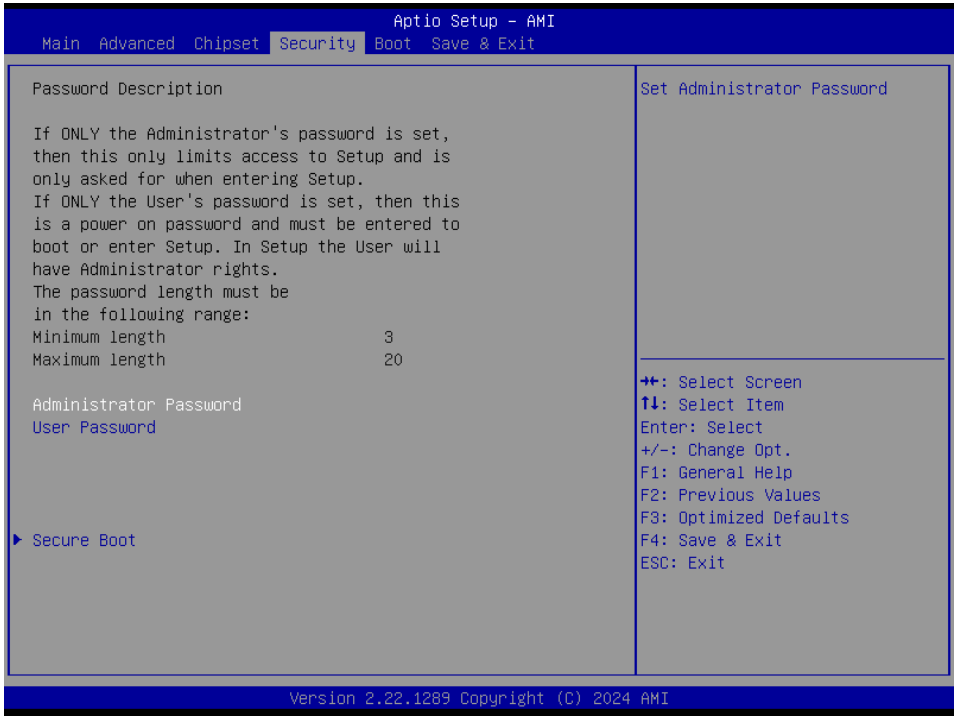 Aptio Setup – AMI
Main Advanced Chipset Security Boot Save & Exit
Password Description
If ONLY the Administrator's password is set,
then this only limits access to Setup and is
only asked for when entering Setup.
If ONLY the User's password is set, then this
is a power on password and must be entered to
boot or enter Setup. In Setup the User will
have Administrator rights.
The password length must be
in the following range:
Minimum length 3
Maximum length 20
Administrator Password
User Password
Secure Boot
Set Administrator Password
→←: Select Screen
↑↓: Select Item
Enter: Select
+/-: Change Opt.
F1: General Help
F2: Previous Values
F3: Optimized Defaults
F4: Save & Exit
ESC: Exit
Version 2.22.1289 Copyright (C) 2024 AMI